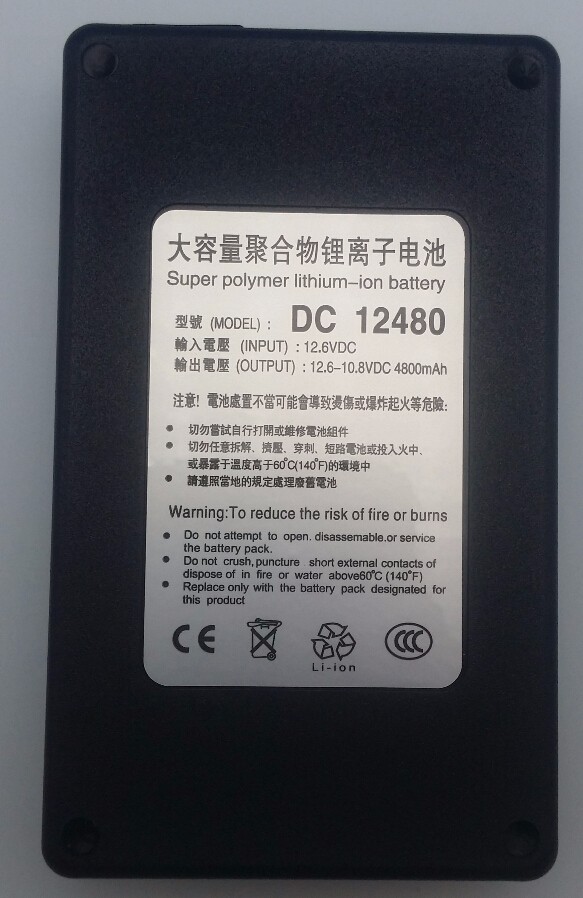 大容量聚合物锂离子电池
Super polymer lithium-ion battery
型號 (MODEL) : DC 12480
輸入電壓 (INPUT) : 12.6VDC
輸出電壓 (OUTPUT) : 12.6-10.8VDC 4800mAh
注意! 電池處置不當可能會導致燙傷或爆炸起火等危險:
• 切勿嘗試自行打開或維修電池組件
• 切勿任意拆解、擠壓、穿刺、短路電池或投入火中、
或暴露于溫度高于60℃(140℉)的環境中
• 請遵照當地的規定處理廢舊電池
Warning:To reduce the risk of fire or burns
• Do not attempt to open. disassemable.or service
the battery pack.
• Do not crush,puncture short external contacts of
dispose of in fire or water above60℃ (140℉)
• Replace only with the battery pack designated for
this product
CE
Li-ion
CCC